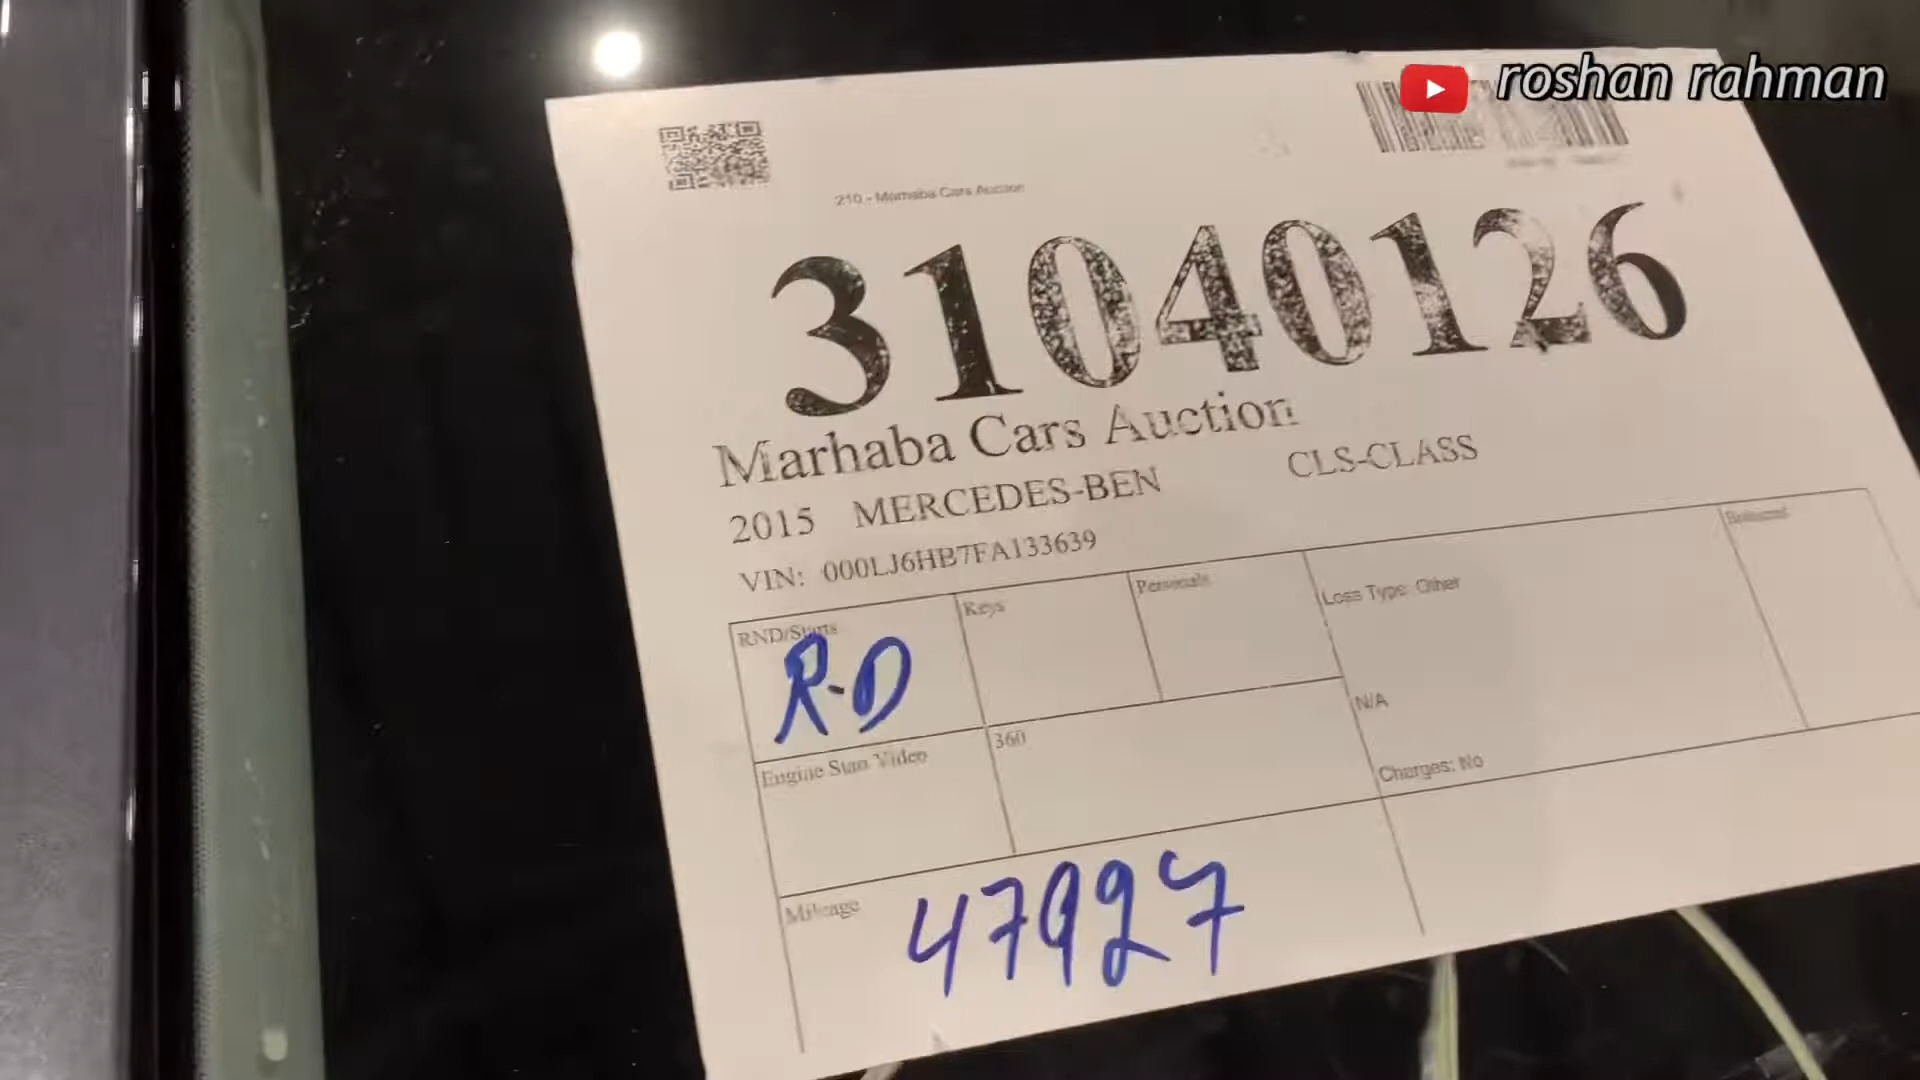 roshan rahman
210 - Marhaba Cars Auction
31040126
Marhaba Cars Auction
2015 MERCEDES-BEN CLS-CLASS
VIN: 000LJ6HB7FA133639
RND/Starts Keys Personals Loss Type: Other
R-D
N/A
Engine Start Video 360
Charges: No
Mileage
47927